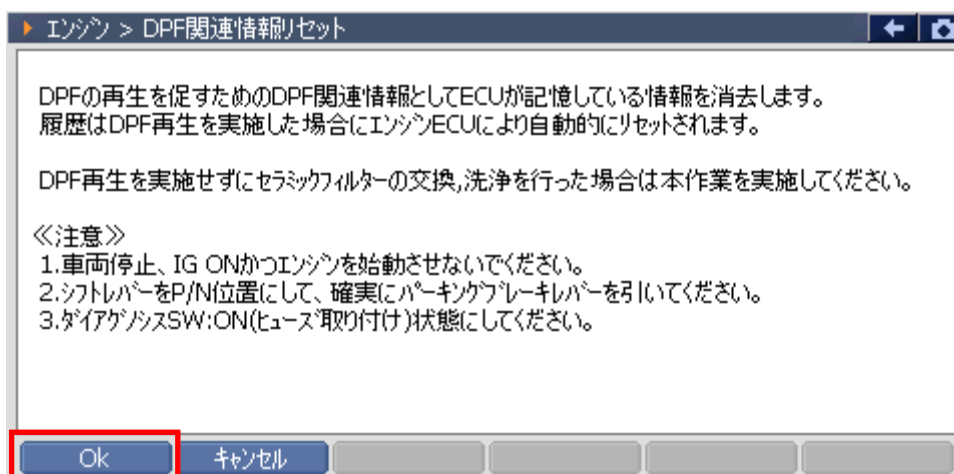 エンジン > DPF関連情報リセット
DPFの再生を促すためのDPF関連情報としてECUが記憶している情報を消去します。
履歴はDPF再生を実施した場合にエンジンECUにより自動的にリセットされます。
DPF再生を実施せずにセラミックフィルターの交換,洗浄を行った場合は本作業を実施してください。
≪注意≫
1.車両停止、IG ONかつエンジンを始動させないでください。
2.シフトレバーをP/N位置にして、確実にパーキングブレーキレバーを引いてください。
3.ダイアグノシスSW:ON(ヒューズ取り付け)状態にしてください。
Ok
キャンセル